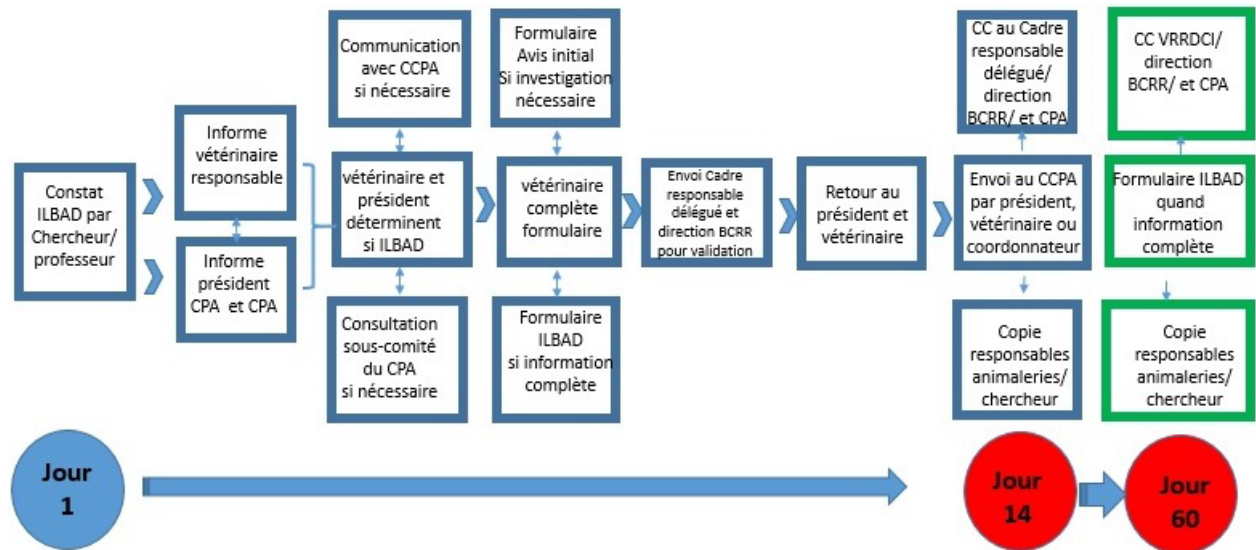 Constat
ILBAD par
Chercheur/
professeur
Informe
vétérinaire
responsable
Informe
président
CPA et CPA
Communication
avec CCPA
si nécessaire
vétérinaire et
président
déterminent
si ILBAD
Consultation
sous-comité
du CPA
si nécessaire
Formulaire
Avis initial
Si investigation
nécessaire
vétérinaire
complète
formulaire
Formulaire
ILBAD
si information
complète
Envoi Cadre
responsable
délégué et
direction BCRR
pour validation
Retour au
président et
vétérinaire
CC au Cadre
responsable
délégué/
direction
BCRR/ et CPA
Envoi au CCPA
par président,
vétérinaire ou
coordonnateur
Copie
responsables
animaleries/
chercheur
CC VRRDCI/
direction
BCRR/ et CPA
Formulaire ILBAD
quand
information
complète
Copie
responsables
animaleries/
chercheur
Jour
1
Jour
14
Jour
60